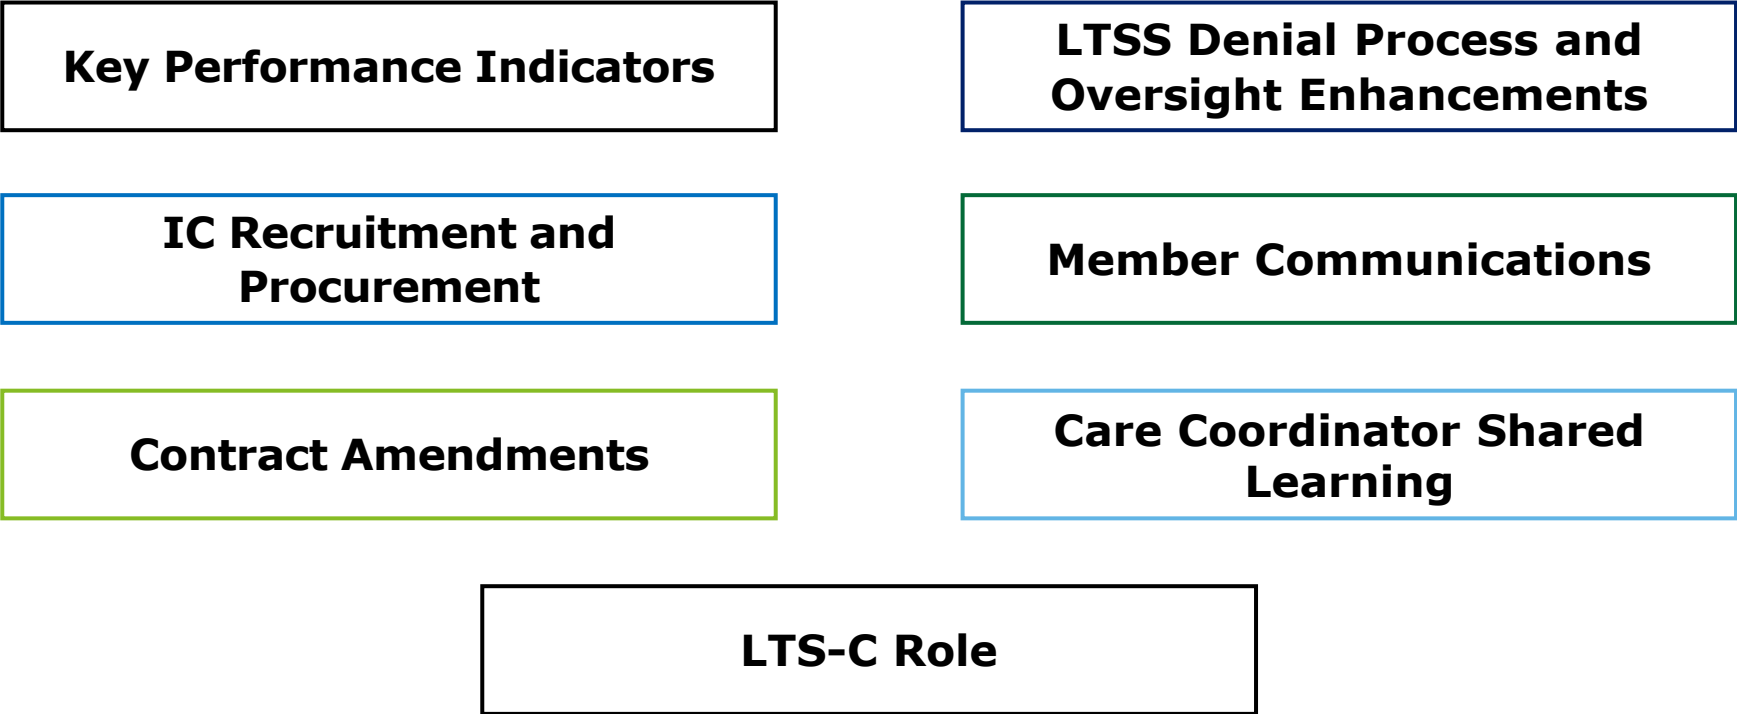 Key Performance Indicators
LTSS Denial Process and
Oversight Enhancements
IC Recruitment and
Procurement
Member Communications
Contract Amendments
Care Coordinator Shared
Learning
LTS-C Role